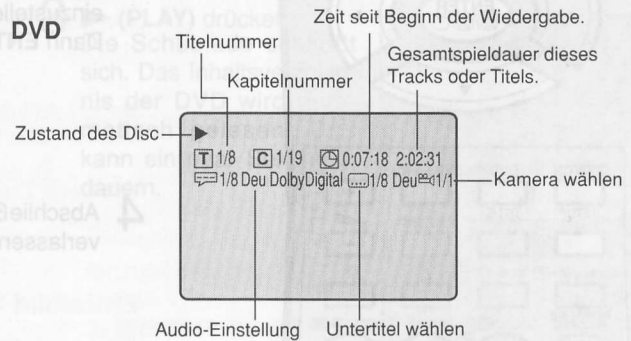 DVD
Zeit seit Beginn der Wiedergabe.
Titelnummer
Gesamtspieldauer dieses
Tracks oder Titels.
Kapitelnummer
Zustand des Disc
T 1/8 C 1/19 0:07:18 2:02:31
1/8 Deu DolbyDigital 1/8 Deu 1/1
Kamera wählen
Audio-Einstellung
Untertitel wählen